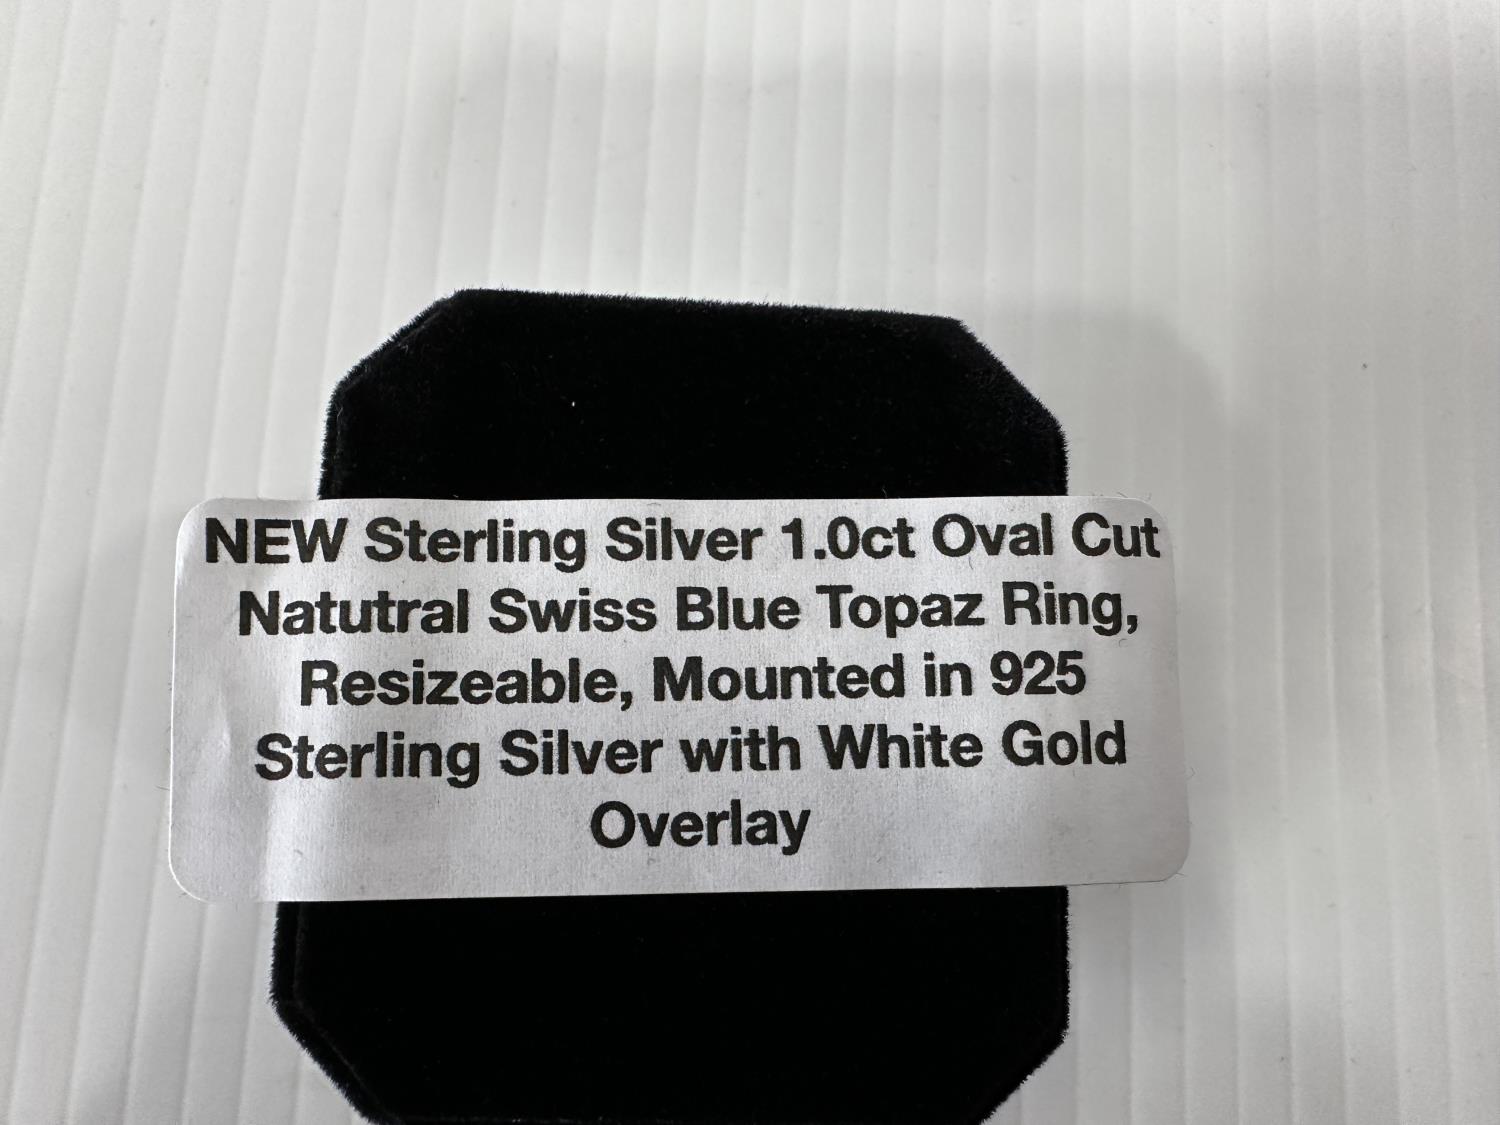 NEW Sterling Silver 1.0ct Oval Cut
Natutral Swiss Blue Topaz Ring,
Resizeable, Mounted in 925
Sterling Silver with White Gold
Overlay